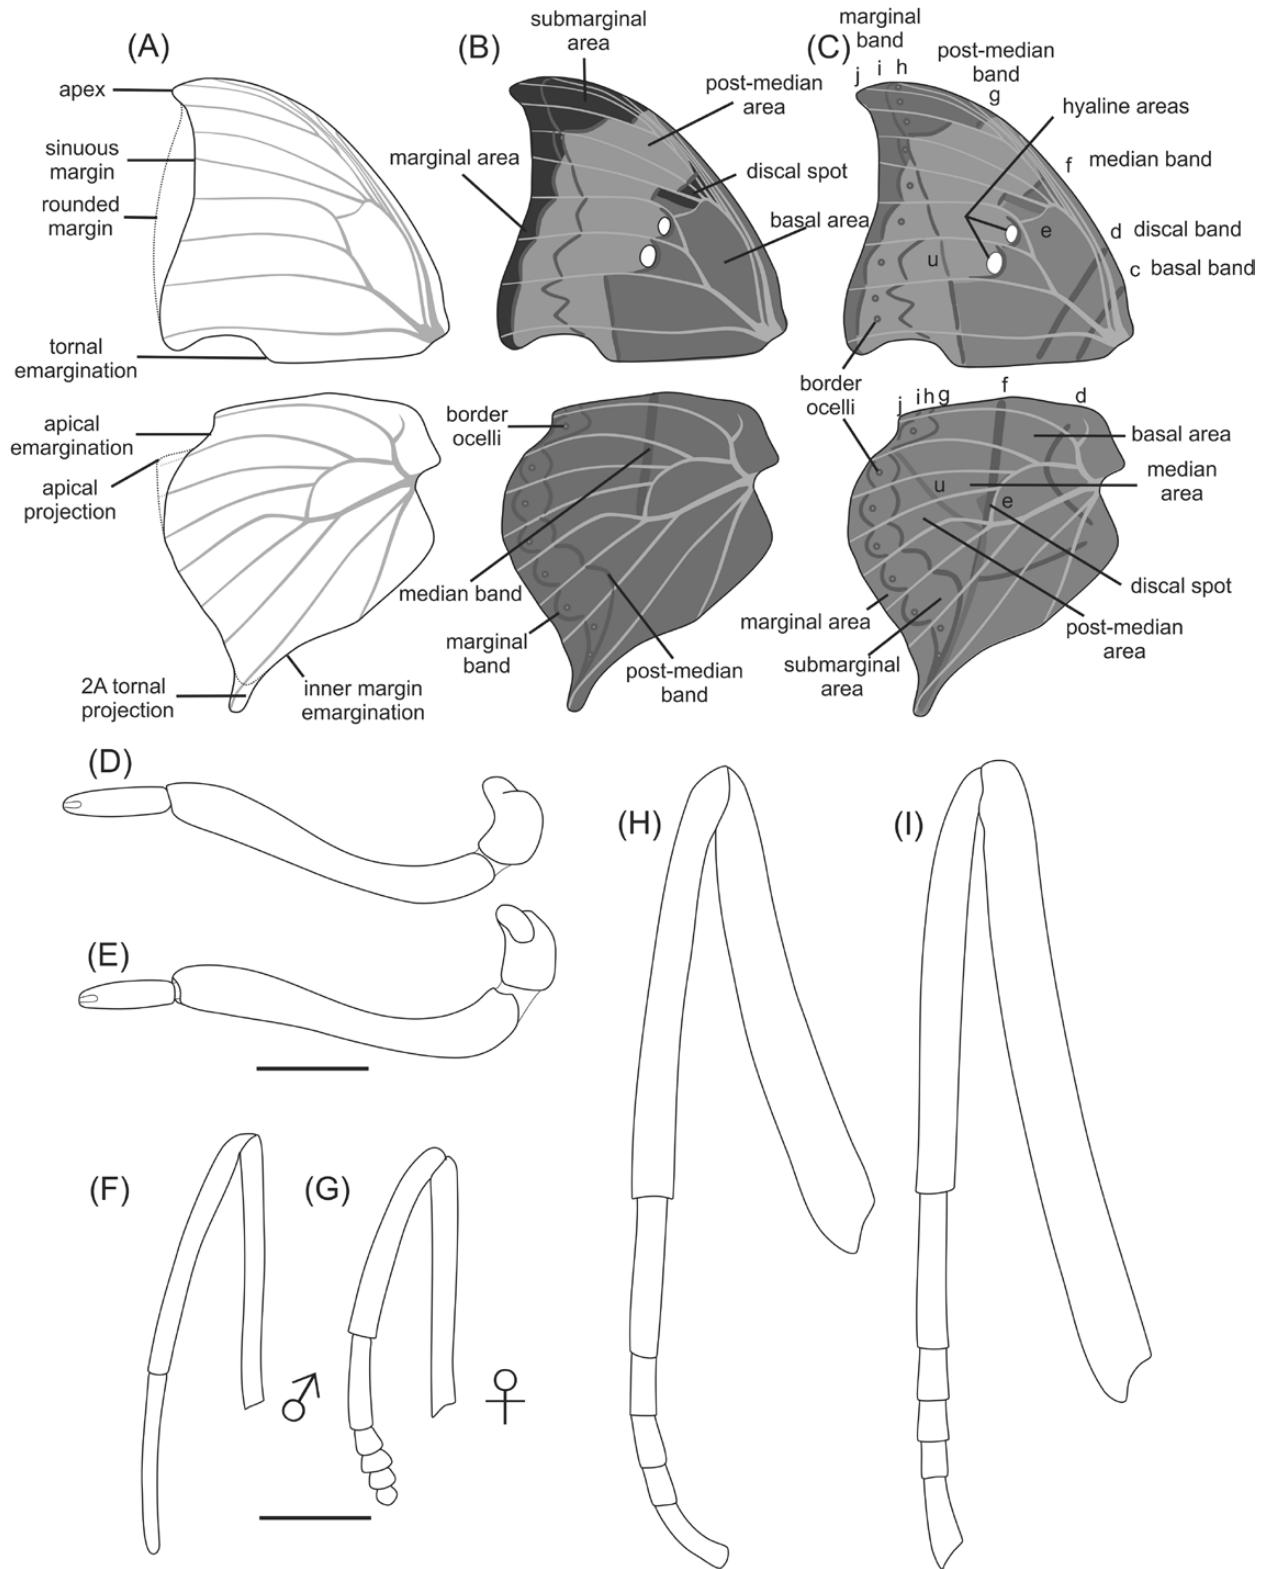 (A)
apex
sinuous
margin
rounded
margin
tornal
emargination
apical
emargination
apical
projection
2A tornal
projection
inner margin
emargination
(B)
submarginal
area
post-median
area
marginal area
discal spot
basal area
border
ocelli
median band
marginal
band
post-median
band
(C)
marginal
band
j i h
post-median
band
g
hyaline areas
f median band
e
d discal band
c basal band
u
border
ocelli
j i h g
f
d
basal area
median
area
u
e
discal spot
marginal area
post-median
area
submarginal
area
(D)
(E)
(F)
♂
(G)
♀
(H)
(I)